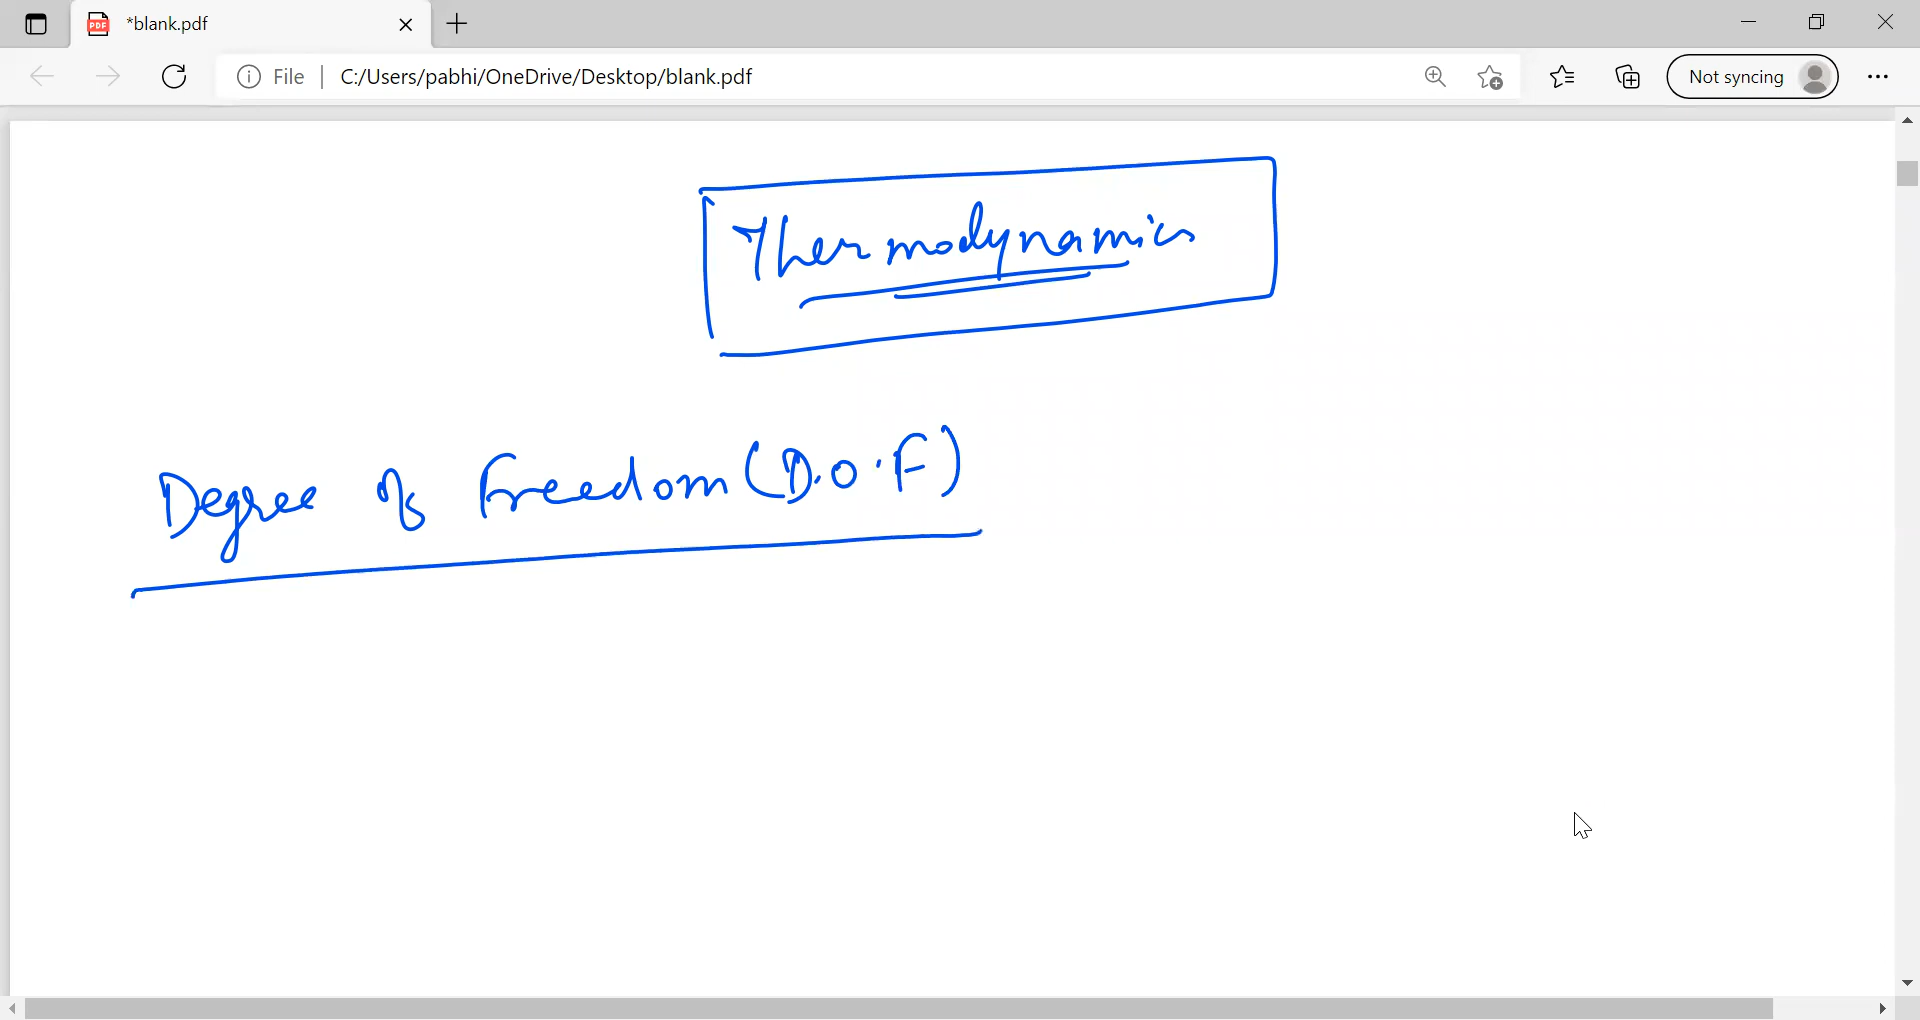 *blank.pdf
File
C:/Users/pabhi/OneDrive/Desktop/blank.pdf
Not syncing
Thermodynamics
Degree of freedom (D.O.F)